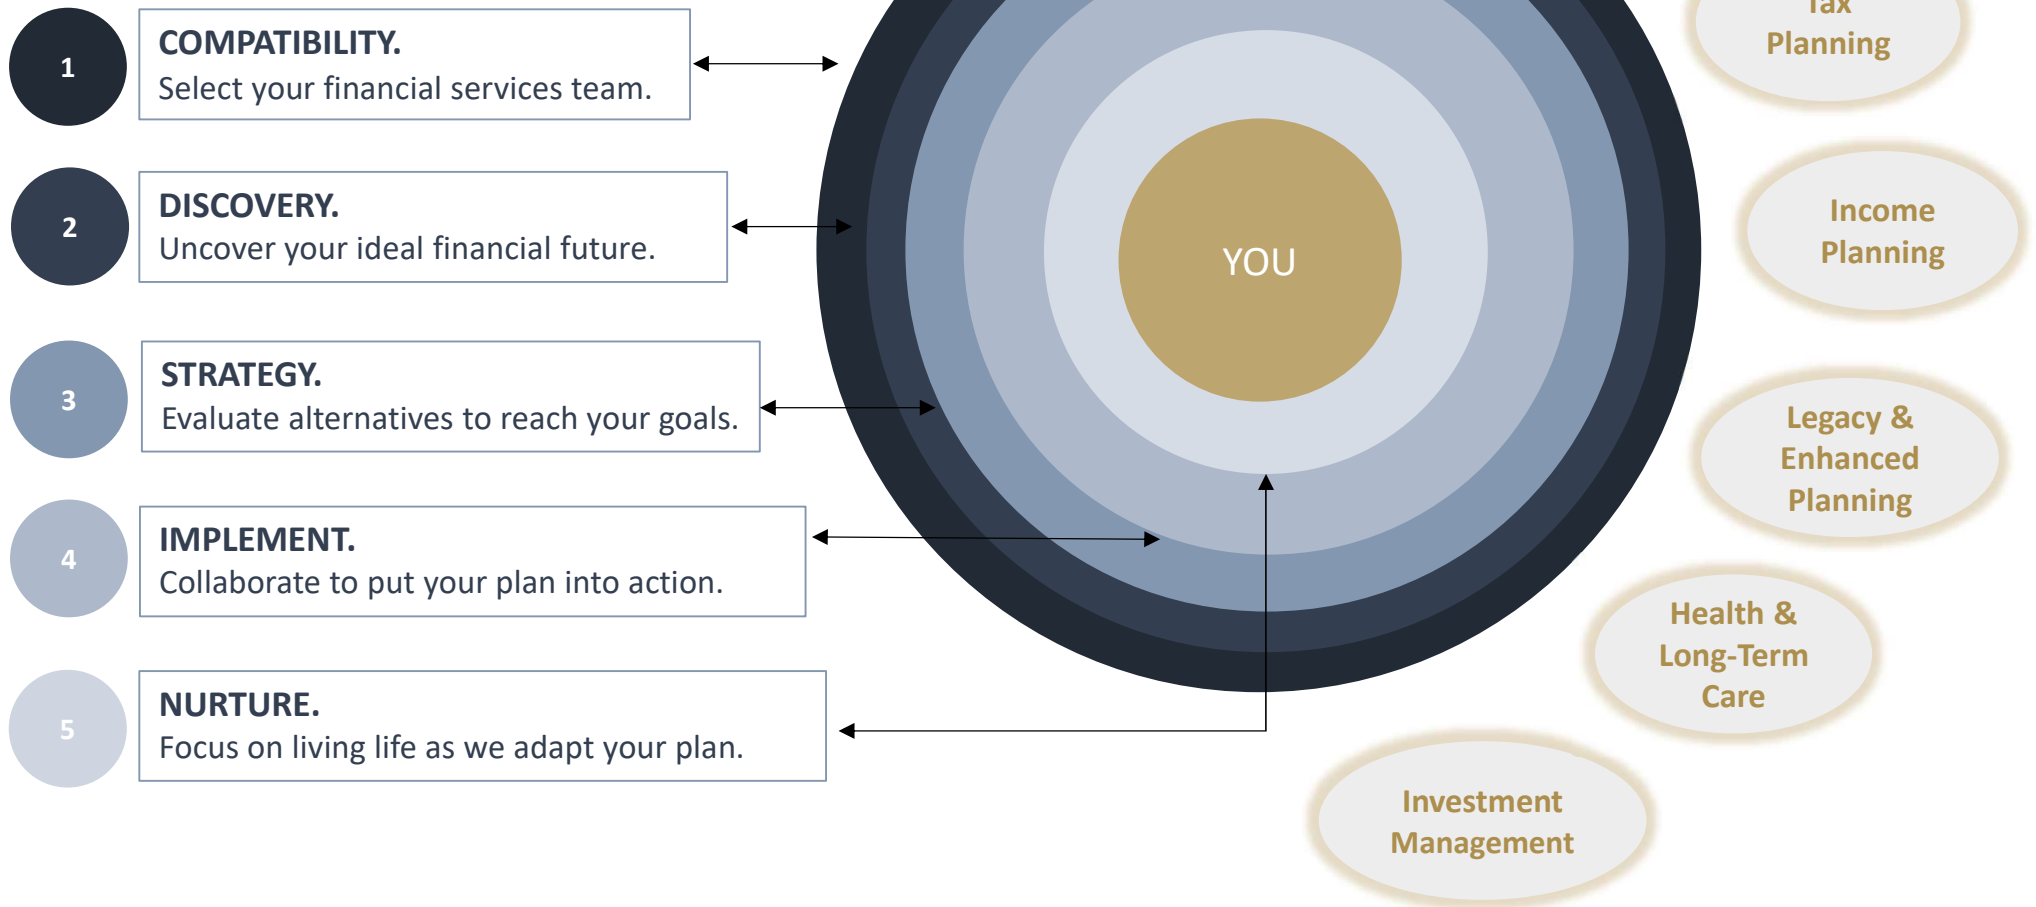 1
COMPATIBILITY.
Select your financial services team.
2
DISCOVERY.
Uncover your ideal financial future.
3
STRATEGY.
Evaluate alternatives to reach your goals.
4
IMPLEMENT.
Collaborate to put your plan into action.
5
NURTURE.
Focus on living life as we adapt your plan.
YOU
Tax
Planning
Income
Planning
Legacy &
Enhanced
Planning
Health &
Long-Term
Care
Investment
Management